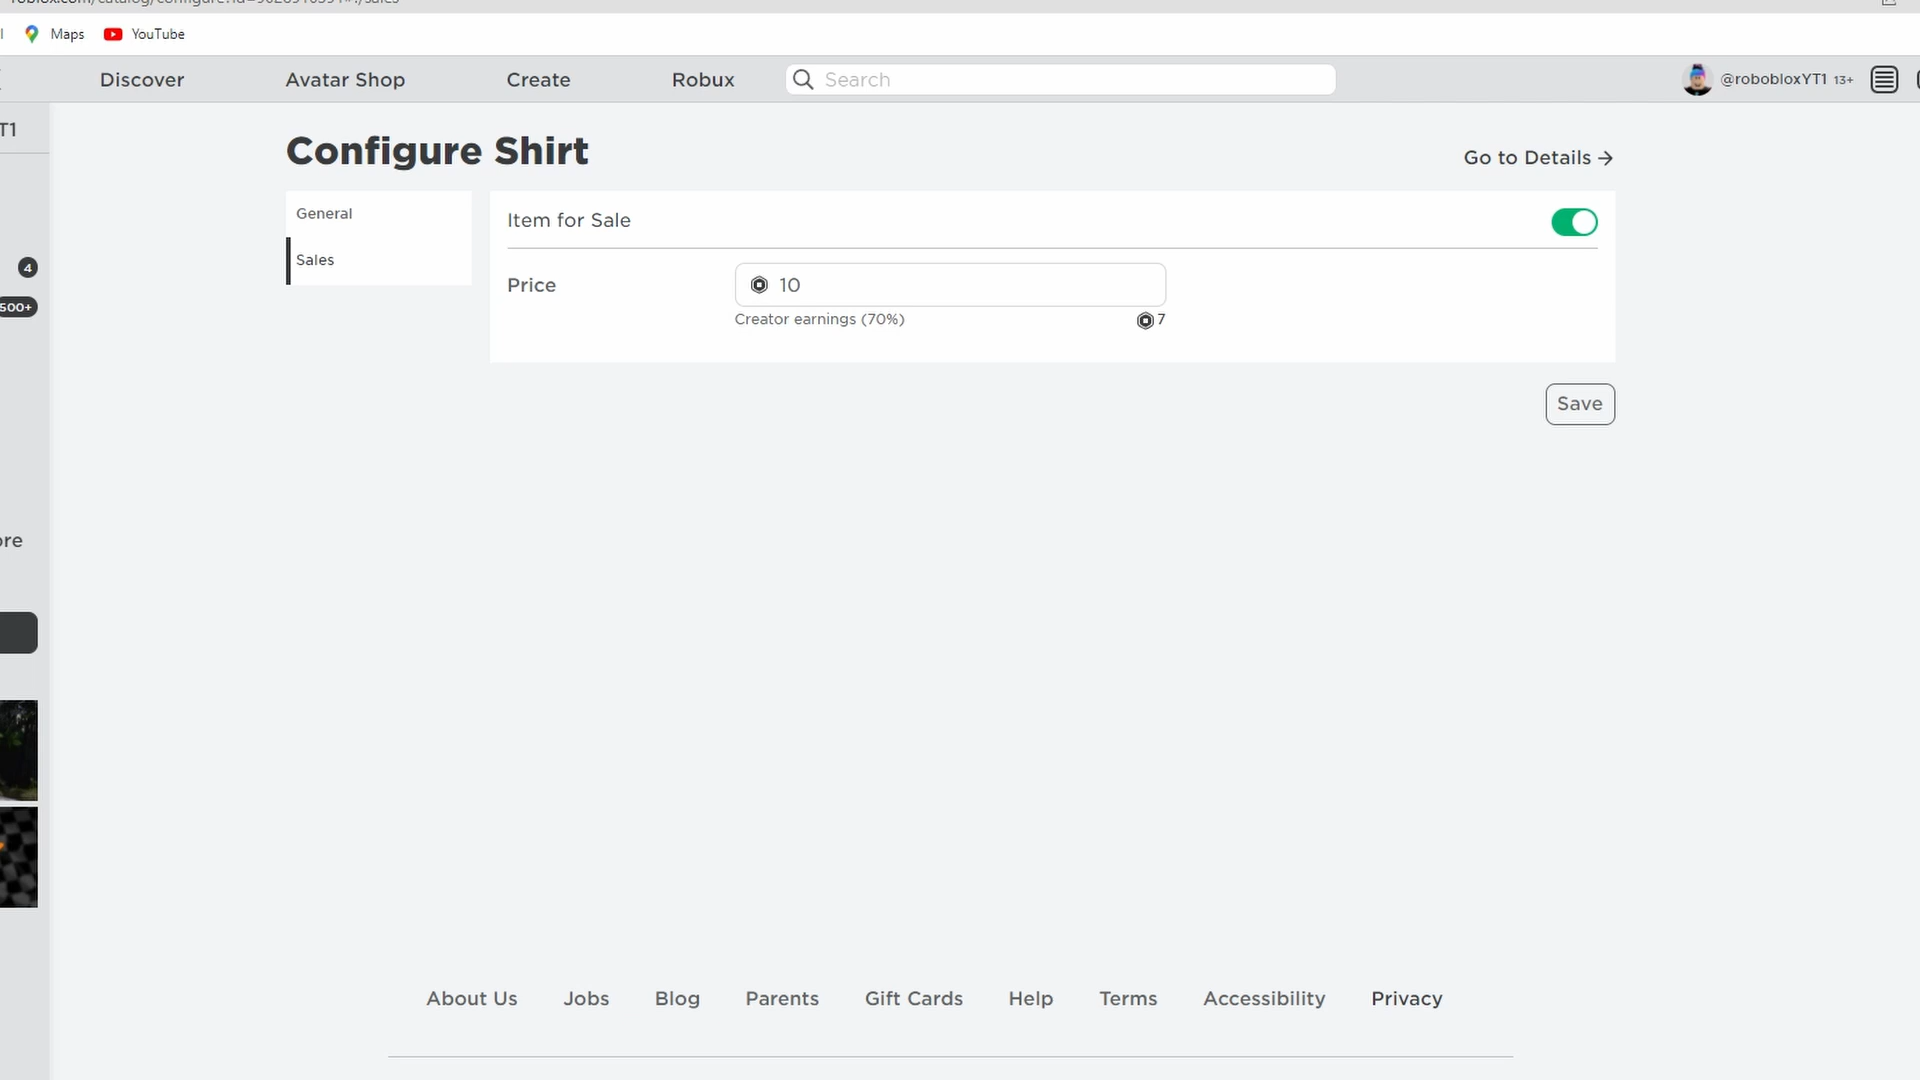 Maps YouTube
Discover Avatar Shop Create Robux Search @robobloxYT1 13+
T1
Configure Shirt
Go to Details →
General
Sales
Item for Sale
Price 10
Creator earnings (70%) 7
4
500+
Save
ore
About Us Jobs Blog Parents Gift Cards Help Terms Accessibility Privacy